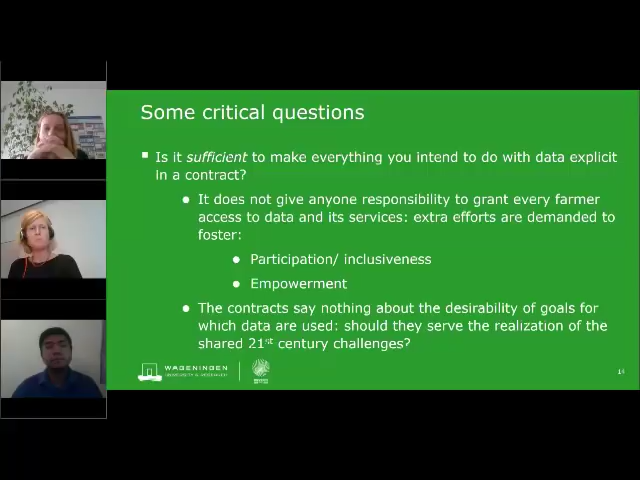 Some critical questions
Is it sufficient to make everything you intend to do with data explicit
in a contract?
It does not give anyone responsibility to grant every farmer
access to data and its services: extra efforts are demanded to
foster:
Participation/ inclusiveness
Empowerment
The contracts say nothing about the desirability of goals for
which data are used: should they serve the realization of the
shared 21st century challenges?
WAGENINGEN
UNIVERSITY & RESEARCH
14